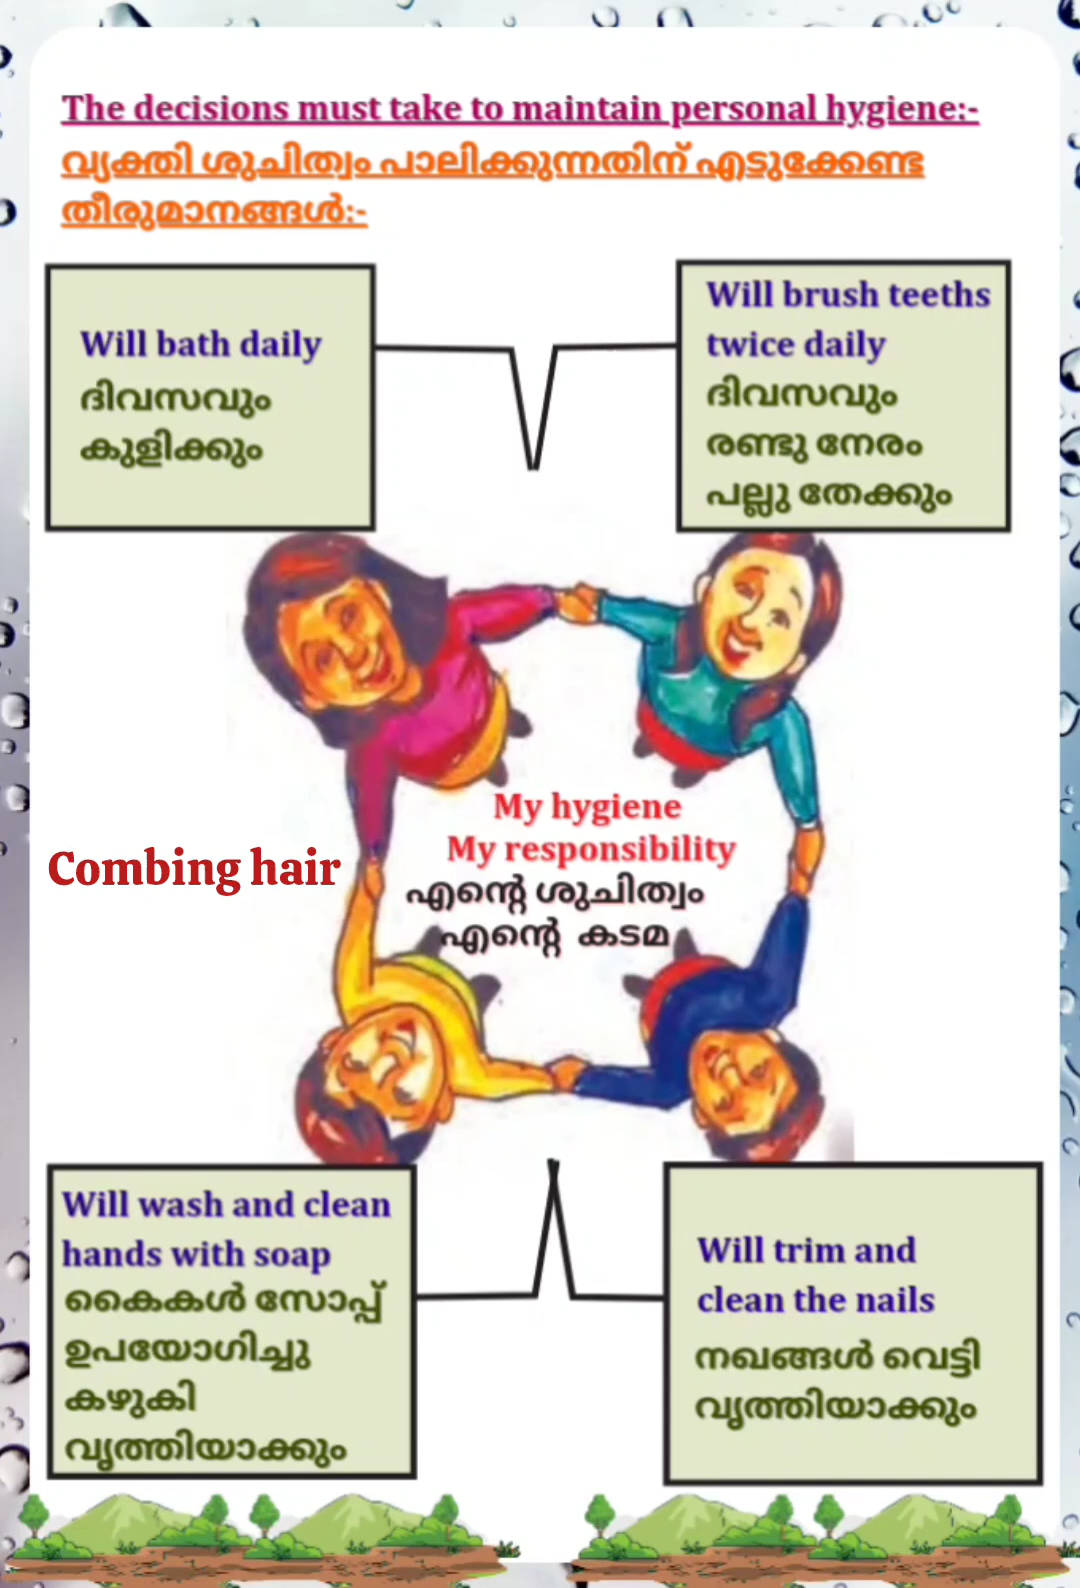 The decisions must take to maintain personal hygiene:-
വ്യക്തി ശുചിത്വം പാലിക്കുന്നതിന് എടുക്കേണ്ട
തീരുമാനങ്ങൾ:-
Will bath daily
ദിവസവും
കുളിക്കും
Will brush teeths
twice daily
ദിവസവും
രണ്ടു നേരം
പല്ലു തേക്കും
My hygiene
My responsibility
എന്റെ ശുചിത്വം
എന്റെ കടമ
Combing hair
Will wash and clean
hands with soap
കൈകൾ സോപ്പ്
ഉപയോഗിച്ചു
കഴുകി
വൃത്തിയാക്കും
Will trim and
clean the nails
നഖങ്ങൾ വെട്ടി
വൃത്തിയാക്കും